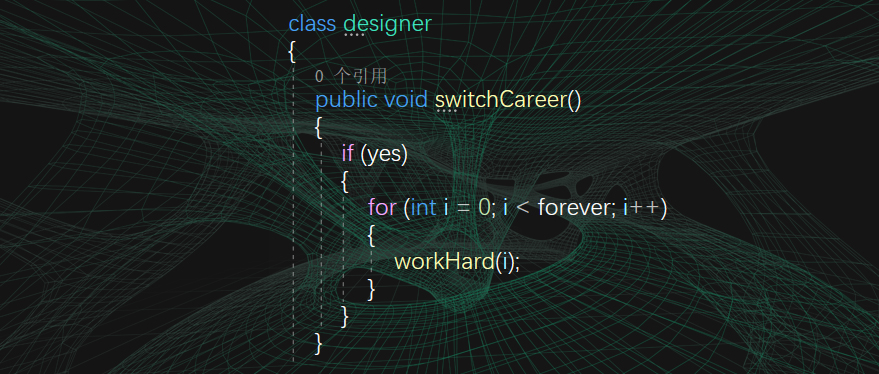 class designer
{
0 个引用
public void switchCareer()
{
if (yes)
{
for (int i = 0; i < forever; i++)
{
workHard(i);
}
}
}